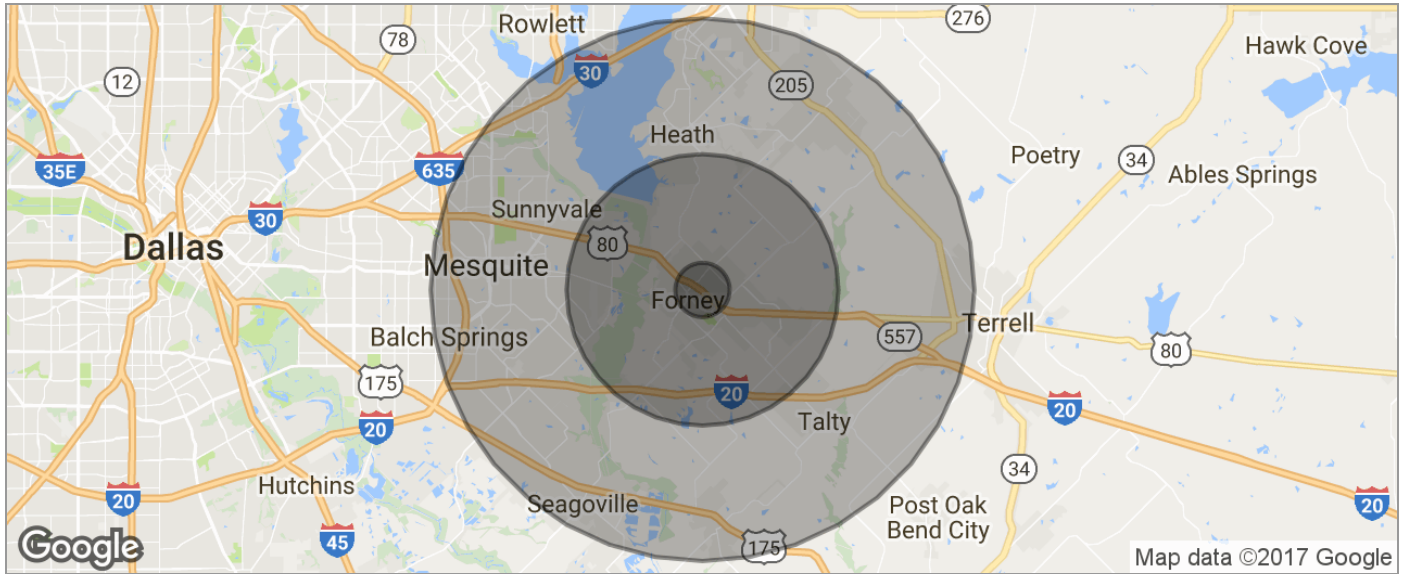 Rowlett
276
78
Hawk Cove
30
12
205
Heath
635
Poetry
34
35E
Ables Springs
Sunnyvale
30
80
Dallas
Mesquite
Forney
Terrell
Balch Springs
557
80
175
20
20
Talty
20
34
Hutchins
20
Seagoville
Post Oak
Bend City
20
45
175
Google
Map data ©2017 Google